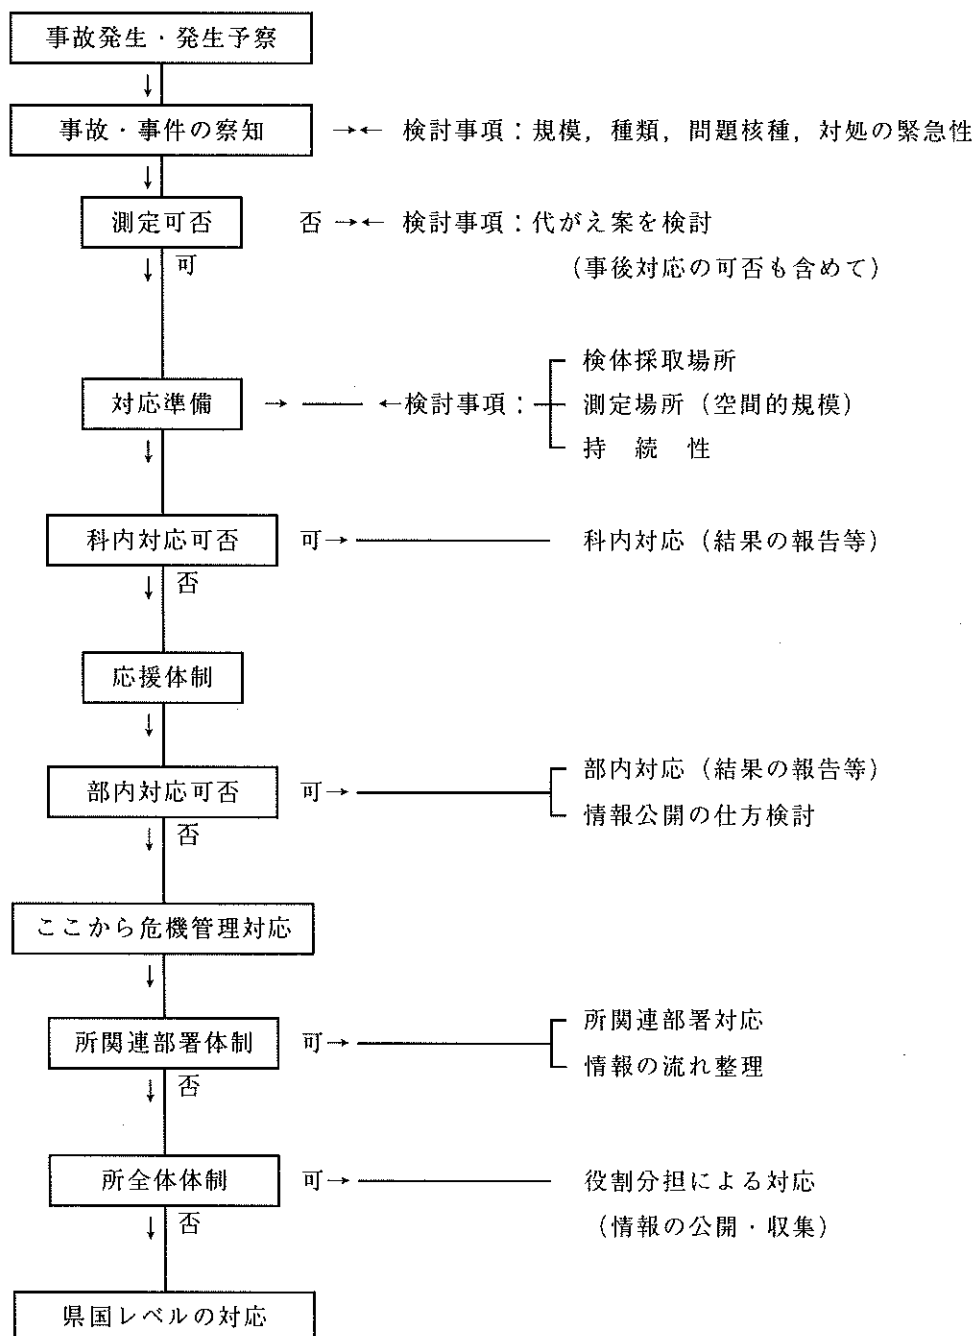 事故発生・発生予察
↓
事故・事件の察知 →← 検討事項：規模，種類，問題核種，対処の緊急性
↓
測定可否 否 →← 検討事項：代がえ案を検討
↓ 可 （事後対応の可否も含めて）
検体採取場所
対応準備 → ←検討事項： 測定場所（空間的規模）
↓ 持　続　性
科内対応可否 可→ 科内対応（結果の報告等）
↓ 否
応援体制
↓
部内対応（結果の報告等）
部内対応可否 可→
情報公開の仕方検討
↓ 否
ここから危機管理対応
↓
所関連部署対応
所関連部署体制 可→
情報の流れ整理
↓ 否
所全体体制 可→ 役割分担による対応
↓ 否 （情報の公開・収集）
県国レベルの対応